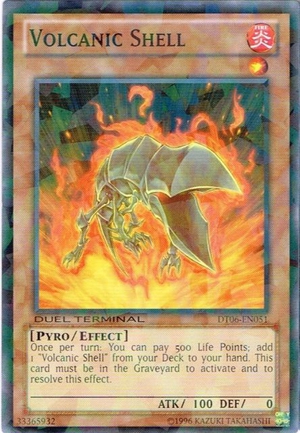 VOLCANIC SHELL
FIRE
炎
DUEL TERMINAL DT06-EN051
[PYRO/EFFECT]
Once per turn: You can pay 500 Life Points; add
1 "Volcanic Shell" from your Deck to your hand. This
card must be in the Graveyard to activate and to
resolve this effect.
ATK/ 100 DEF/ 0
33365932 ©1996 KAZUKI TAKAHASHI